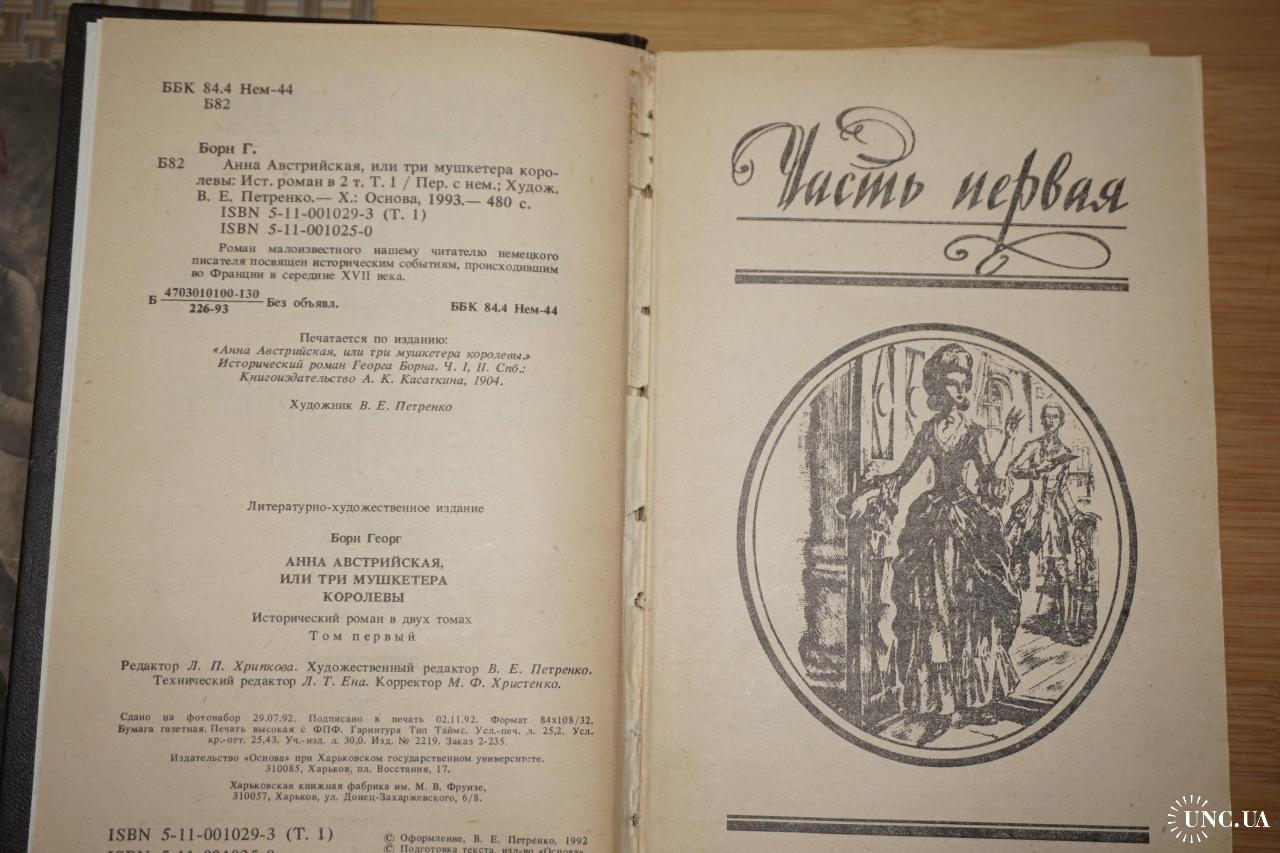 ББК 84.4 Нем-44
Б82
Борн Г.
Б82 Анна Австрийская, или три мушкетера коро-
левы: Ист. роман в 2 т. Т. 1 / Пер. с нем.; Худож.
В. Е. Петренко.— Х.: Основа, 1993.— 480 с.
ISBN 5-11-001029-3 (Т. 1)
ISBN 5-11-001025-0
Роман малоизвестного нашему читателю немецкого
писателя посвящен историческим событиям, происходившим
во Франции в середине XVII века.
Б 4703010100-130 Без объявл.
226-93
ББК 84.4 Нем-44
Печатается по изданию:
«Анна Австрийская, или три мушкетера королевы.»
Исторический роман Георга Борна. Ч. I, II. Спб.:
Книгоиздательство А. К. Касаткина, 1904.
Художник В. Е. Петренко
Литературно-художественное издание
Борн Георг
АННА АВСТРИЙСКАЯ,
ИЛИ ТРИ МУШКЕТЕРА
КОРОЛЕВЫ
Исторический роман в двух томах
Том первый
Редактор Л. П. Хрипкова. Художественный редактор В. Е. Петренко.
Технический редактор Л. Т. Ена. Корректор М. Ф. Христенко.
Сдано на фотонабор 29.07.92. Подписано в печать 02.11.92. Формат 84х108/32.
Бумага газетная. Печать высокая с ФПФ. Гарнитура Тип Таймс. Усл.-печ. л. 25,2. Усл.
кр.-отт. 25,43. Уч.-изд. л. 30,0. Изд. № 2219. Заказ 2-235.
Издательство «Основа» при Харьковском государственном университете.
310085, Харьков, пл. Восстания, 17.
Харьковская книжная фабрика им. М. В. Фрунзе,
310057, Харьков, ул. Донец-Захаржевского, 6/8.
ISBN 5-11-001029-3 (Т. 1)
© Оформление, В. Е. Петренко, 1992
© Подготовка текста, изд-во «Основа»
Часть первая
UNC.UA